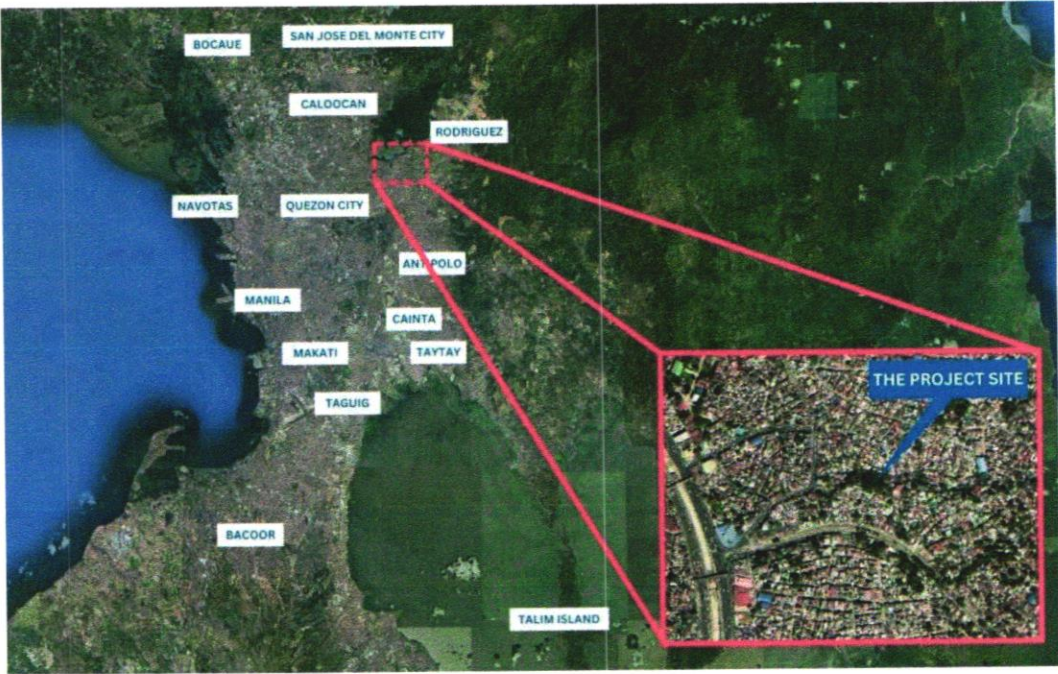 BOCAUE
SAN JOSE DEL MONTE CITY
CALOOCAN
RODRIGUEZ
NAVOTAS
QUEZON CITY
ANTIPOLO
MANILA
CAINTA
MAKATI
TAYTAY
THE PROJECT SITE
TAGUIG
BACOOR
TALIM ISLAND